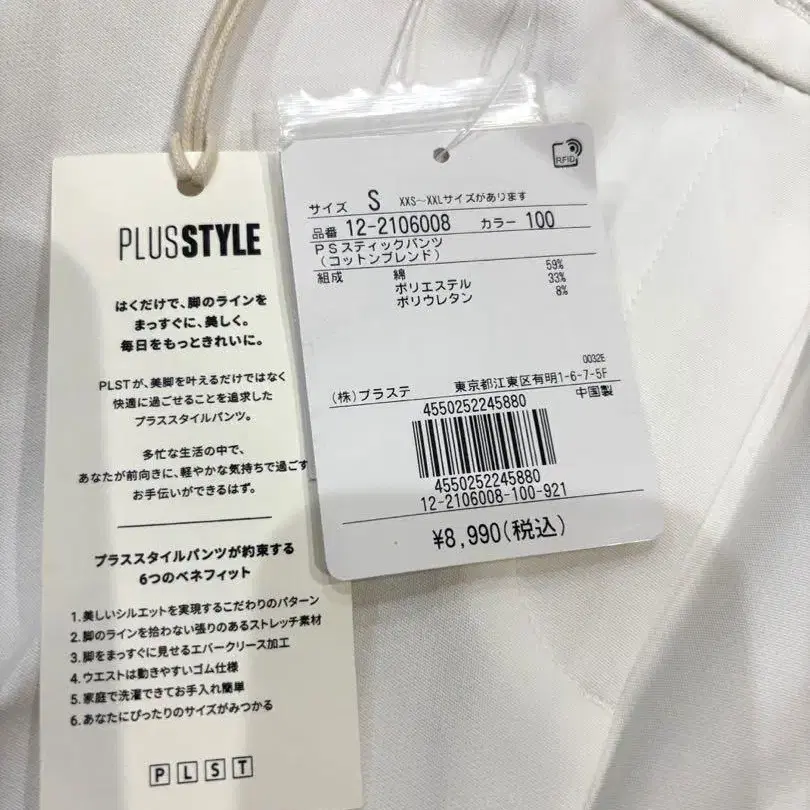 PLUSSTYLE
はくだけで、脚のラインを
まっすぐに、美しく。
毎日をもっときれいに。
PLSTが、美脚を叶えるだけではなく
快適に過ごせることを追求した
プラススタイルパンツ。
多忙な生活の中で、
あなたが前向きに、軽やかな気持ちで過ごす
お手伝いができるはず。
プラススタイルパンツが約束する
6つのベネフィット
1.美しいシルエットを実現するこだわりのパターン
2.脚のラインを拾わない張りのあるストレッチ素材
3.脚をまっすぐに見せるエバークリース加工
4.ウエストは動きやすいゴム仕様
5.家庭で洗濯できてお手入れ簡単
6.あなたにぴったりのサイズがみつかる
PLST
RFID
サイズ S XXS~XXLサイズがあります
品番 12-2106008 カラー 100
PSスティックパンツ
(コットンブレンド)
組成 綿 59%
ポリエステル 33%
ポリウレタン 8%
0032E
(株)プラステ 東京都江東区有明1-6-7-5F
中国製
4550252245880
4550252245880
12-2106008-100-921
¥8,990(税込)